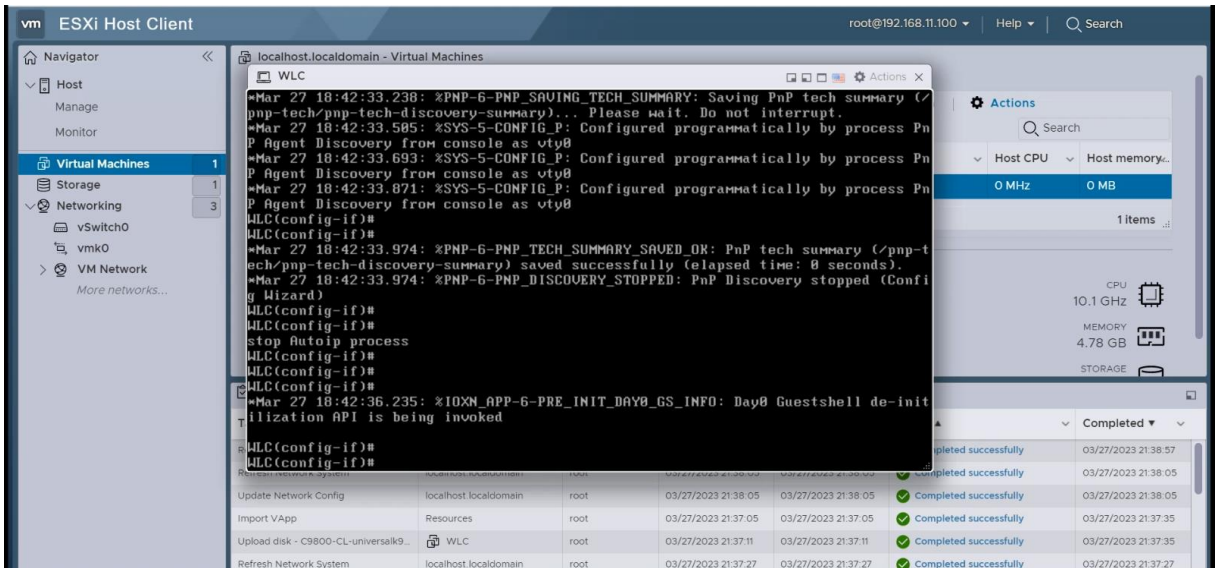 vm ESXi Host Client
root@192.168.11.100
Help
Search
Navigator
localhost.localdomain - Virtual Machines
Host
Manage
Monitor
Virtual Machines 1
Storage 1
Networking 3
vSwitch0
vmk0
VM Network
More networks...
WLC
Actions
*Mar 27 18:42:33.238: %PNP-6-PNP_SAVING_TECH_SUMMARY: Saving PnP tech summary (/
pnp-tech/pnp-tech-discovery-summary)... Please wait. Do not interrupt.
*Mar 27 18:42:33.505: %SYS-5-CONFIG_P: Configured programmatically by process Pn
P Agent Discovery from console as vty0
*Mar 27 18:42:33.693: %SYS-5-CONFIG_P: Configured programmatically by process Pn
P Agent Discovery from console as vty0
*Mar 27 18:42:33.871: %SYS-5-CONFIG_P: Configured programmatically by process Pn
P Agent Discovery from console as vty0
WLC(config-if)#
WLC(config-if)#
*Mar 27 18:42:33.974: %PNP-6-PNP_TECH_SUMMARY_SAVED_OK: PnP tech summary (/pnp-t
ech/pnp-tech-discovery-summary) saved successfully (elapsed time: 0 seconds).
*Mar 27 18:42:33.974: %PNP-6-PNP_DISCOVERY_STOPPED: PnP Discovery stopped (Confi
g Wizard)
WLC(config-if)#
WLC(config-if)#
stop Autoip process
WLC(config-if)#
WLC(config-if)#
WLC(config-if)#
*Mar 27 18:42:36.235: %IOXN_APP-6-PRE_INIT_DAY0_GS_INFO: Day0 Guestshell de-init
ilization API is being invoked
WLC(config-if)#
WLC(config-if)#
Actions
Search
Host CPU Host memory...
0 MHz 0 MB
1 items
CPU
10.1 GHz
MEMORY
4.78 GB
STORAGE
Completed
Completed successfully 03/27/2023 21:38:57
Refresh Network System localhost.localdomain root 03/27/2023 21:38:05 03/27/2023 21:38:05 Completed successfully 03/27/2023 21:38:05
Update Network Config localhost.localdomain root 03/27/2023 21:38:05 03/27/2023 21:38:05 Completed successfully 03/27/2023 21:38:05
Import VApp Resources root 03/27/2023 21:37:05 03/27/2023 21:37:05 Completed successfully 03/27/2023 21:37:35
Upload disk - C9800-CL-universalk9... WLC root 03/27/2023 21:37:11 03/27/2023 21:37:11 Completed successfully 03/27/2023 21:37:35
Refresh Network System localhost.localdomain root 03/27/2023 21:37:27 03/27/2023 21:37:27 Completed successfully 03/27/2023 21:37:27